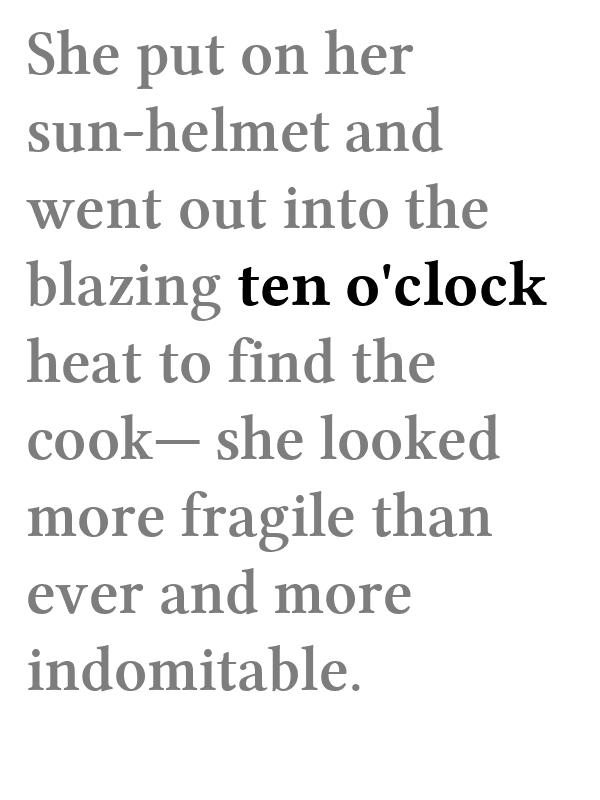 She put on her
sun-helmet and
went out into the
blazing ten o'clock
heat to find the
cook— she looked
more fragile than
ever and more
indomitable.